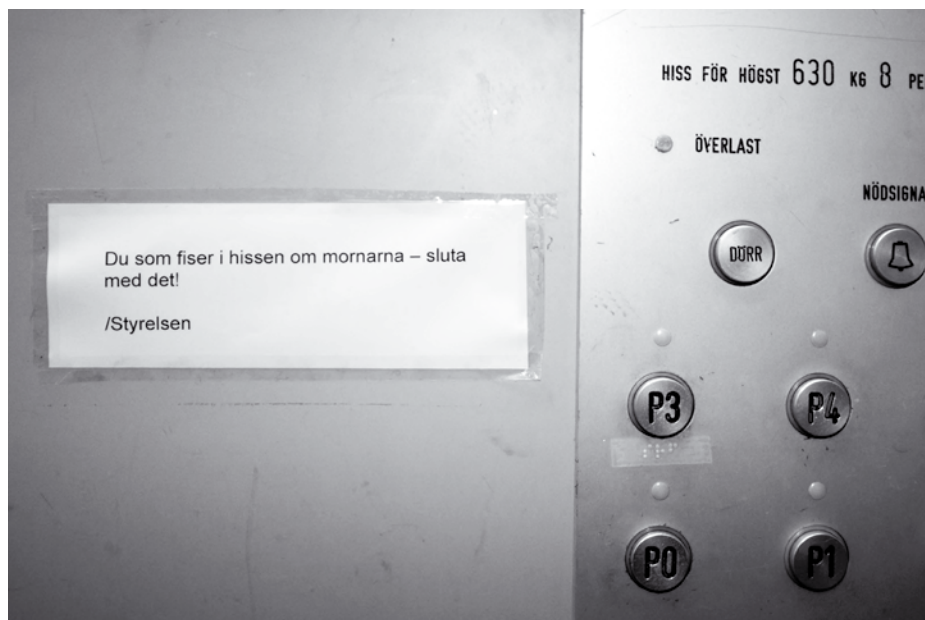 HISS FÖR HÖGST 630 KG 8
ÖVERLAST
Du som fiser i hissen om mornarna – sluta
med det!
/Styrelsen
DÖRR
P3 P4
P0 P1